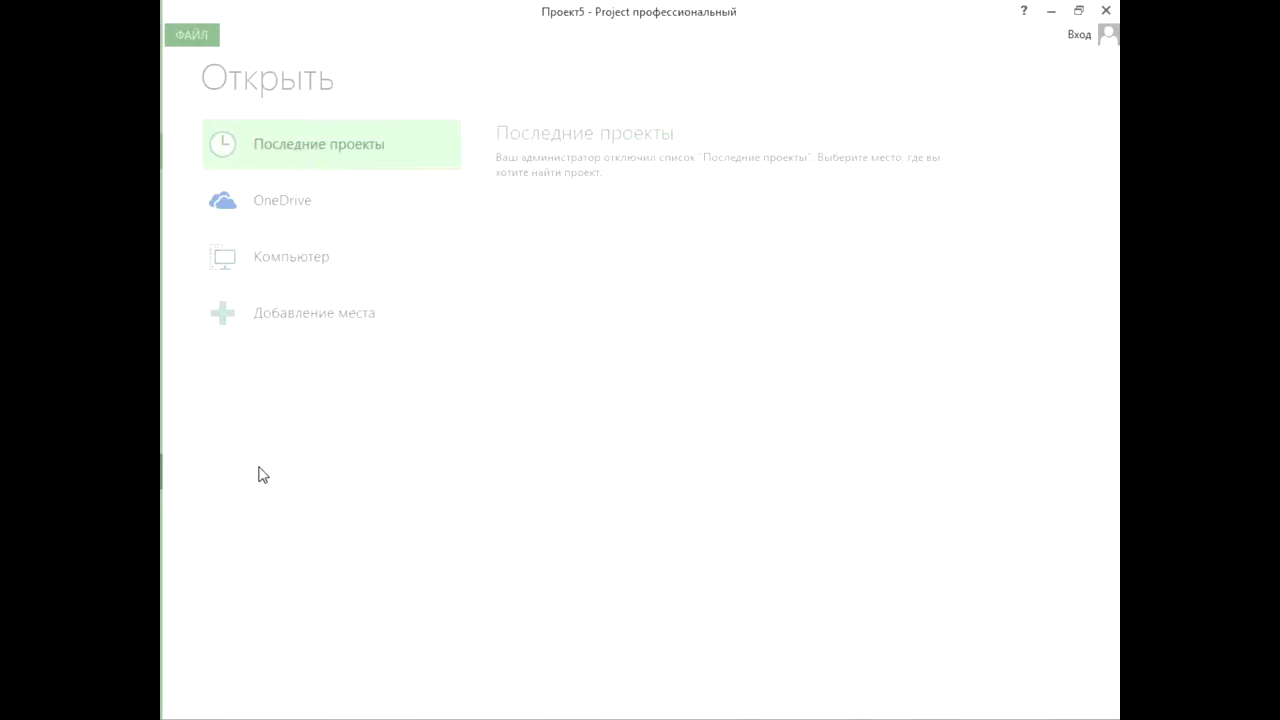 Проект5 - Project профессиональный
?
ФАЙЛ
Вход
Открыть
Последние проекты
OneDrive
Компьютер
Добавление места
Последние проекты
Ваш администратор отключил список "Последние проекты". Выберите место, где вы
хотите найти проект.